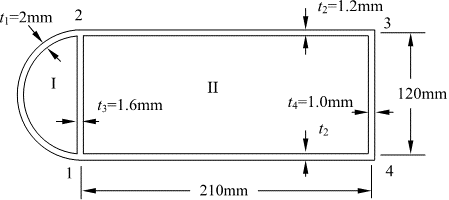 2
t₂=1.2mm
3
t₁=2mm
I
II
t₃=1.6mm
t₄=1.0mm
120mm
t₂
1
4
210mm